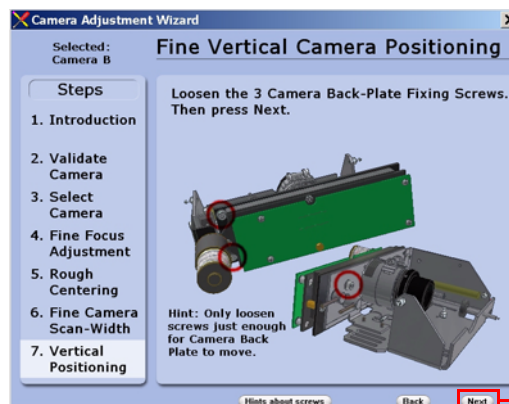 Camera Adjustment Wizard
Selected:
Camera B
Fine Vertical Camera Positioning
Steps
1. Introduction
2. Validate
Camera
3. Select
Camera
4. Fine Focus
Adjustment
5. Rough
Centering
6. Fine Camera
Scan-Width
7. Vertical
Positioning
Loosen the 3 Camera Back-Plate Fixing Screws.
Then press Next.
Hint: Only loosen
screws just enough
for Camera Back
Plate to move.
Hints about screws
Back
Next